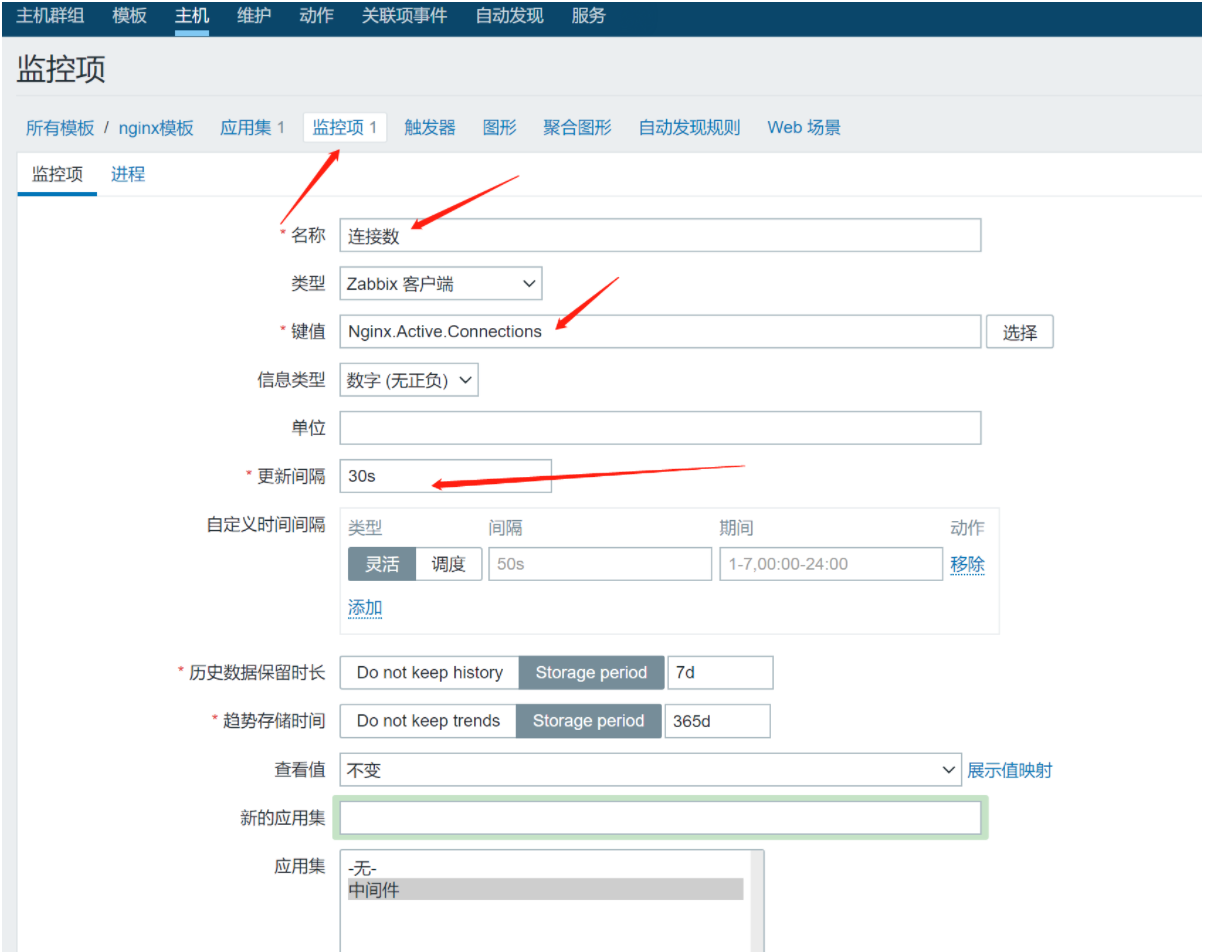 主机群组 模板 主机 维护 动作 关联项事件 自动发现 服务
监控项
所有模板 / nginx模板 应用集 1 监控项 1 触发器 图形 聚合图形 自动发现规则 Web 场景
监控项 进程
* 名称 连接数
类型 Zabbix 客户端
* 键值 Nginx.Active.Connections 选择
信息类型 数字 (无正负)
单位
* 更新间隔 30s
自定义时间间隔 类型 间隔 期间 动作
灵活 调度 50s 1-7,00:00-24:00 移除
添加
* 历史数据保留时长 Do not keep history Storage period 7d
* 趋势存储时间 Do not keep trends Storage period 365d
查看值 不变 展示值映射
新的应用集
应用集 -无-
中间件